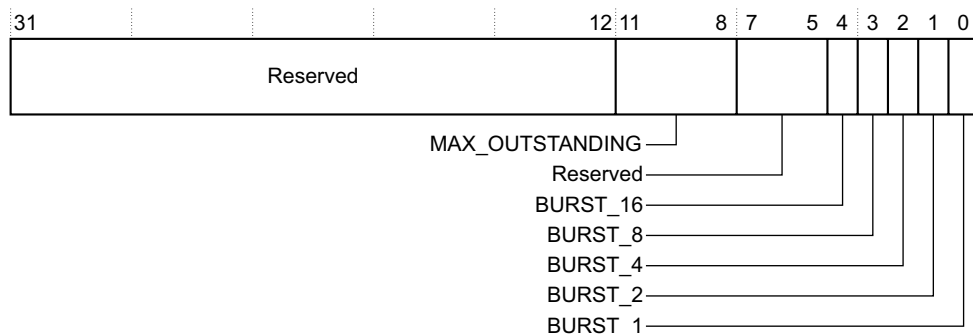 31 12 11 8 7 5 4 3 2 1 0
Reserved
MAX_OUTSTANDING
Reserved
BURST_16
BURST_8
BURST_4
BURST_2
BURST_1